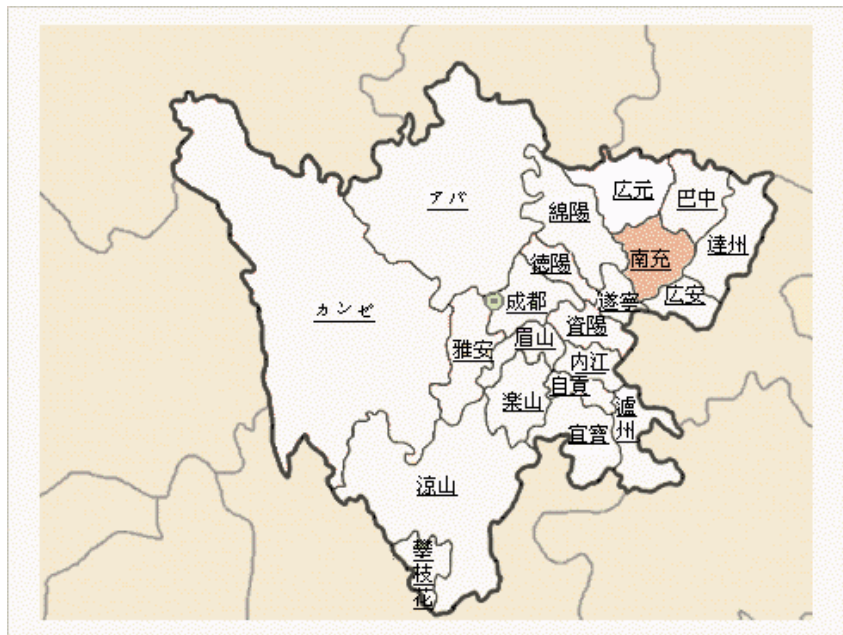 広元
巴中
アバ
綿陽
達州
南充
徳陽
広安
カンゼ
成都
遂寧
資陽
眉山
雅安
内江
自貢
楽山
瀘州
宜賓
涼山
攀枝花